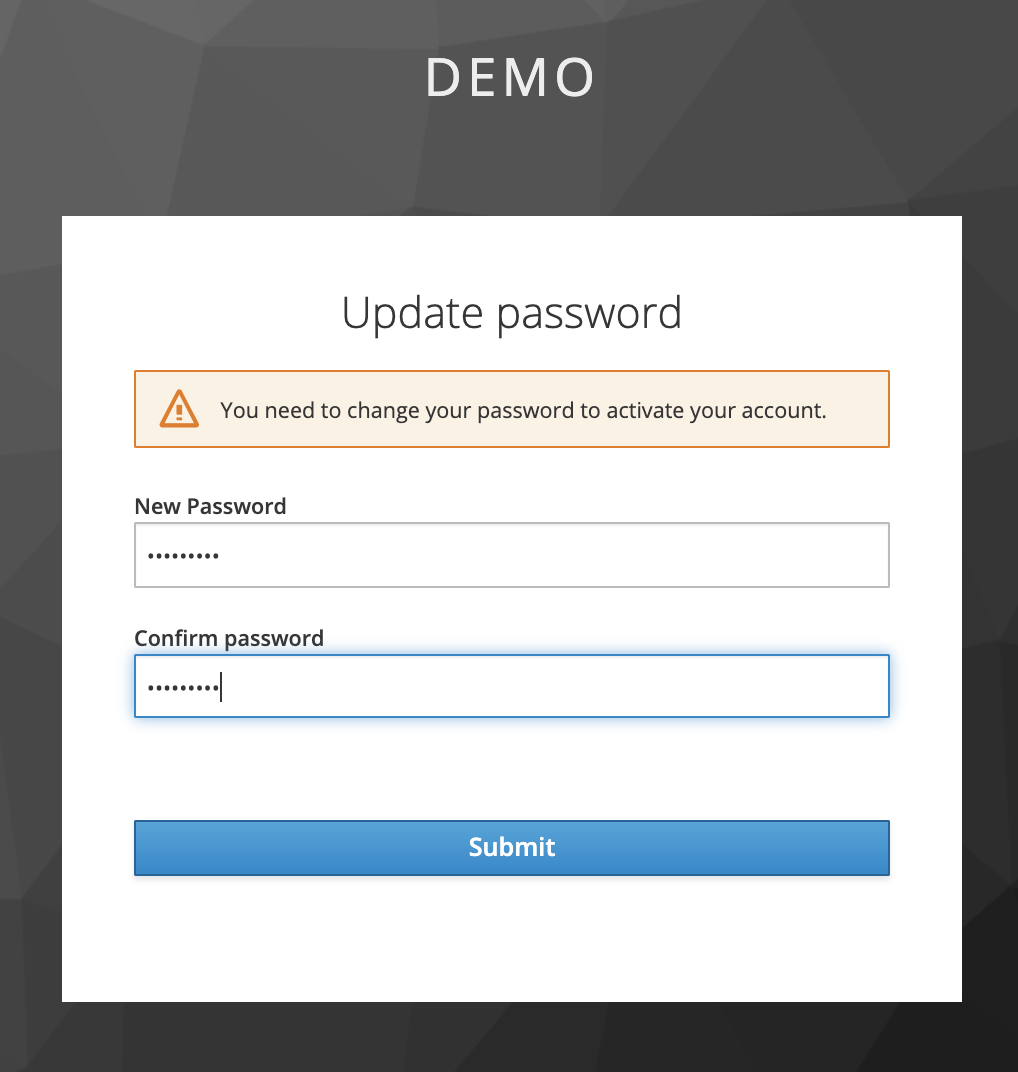 DEMO
Update password
You need to change your password to activate your account.
New Password
•••••••••
Confirm password
•••••••••
Submit